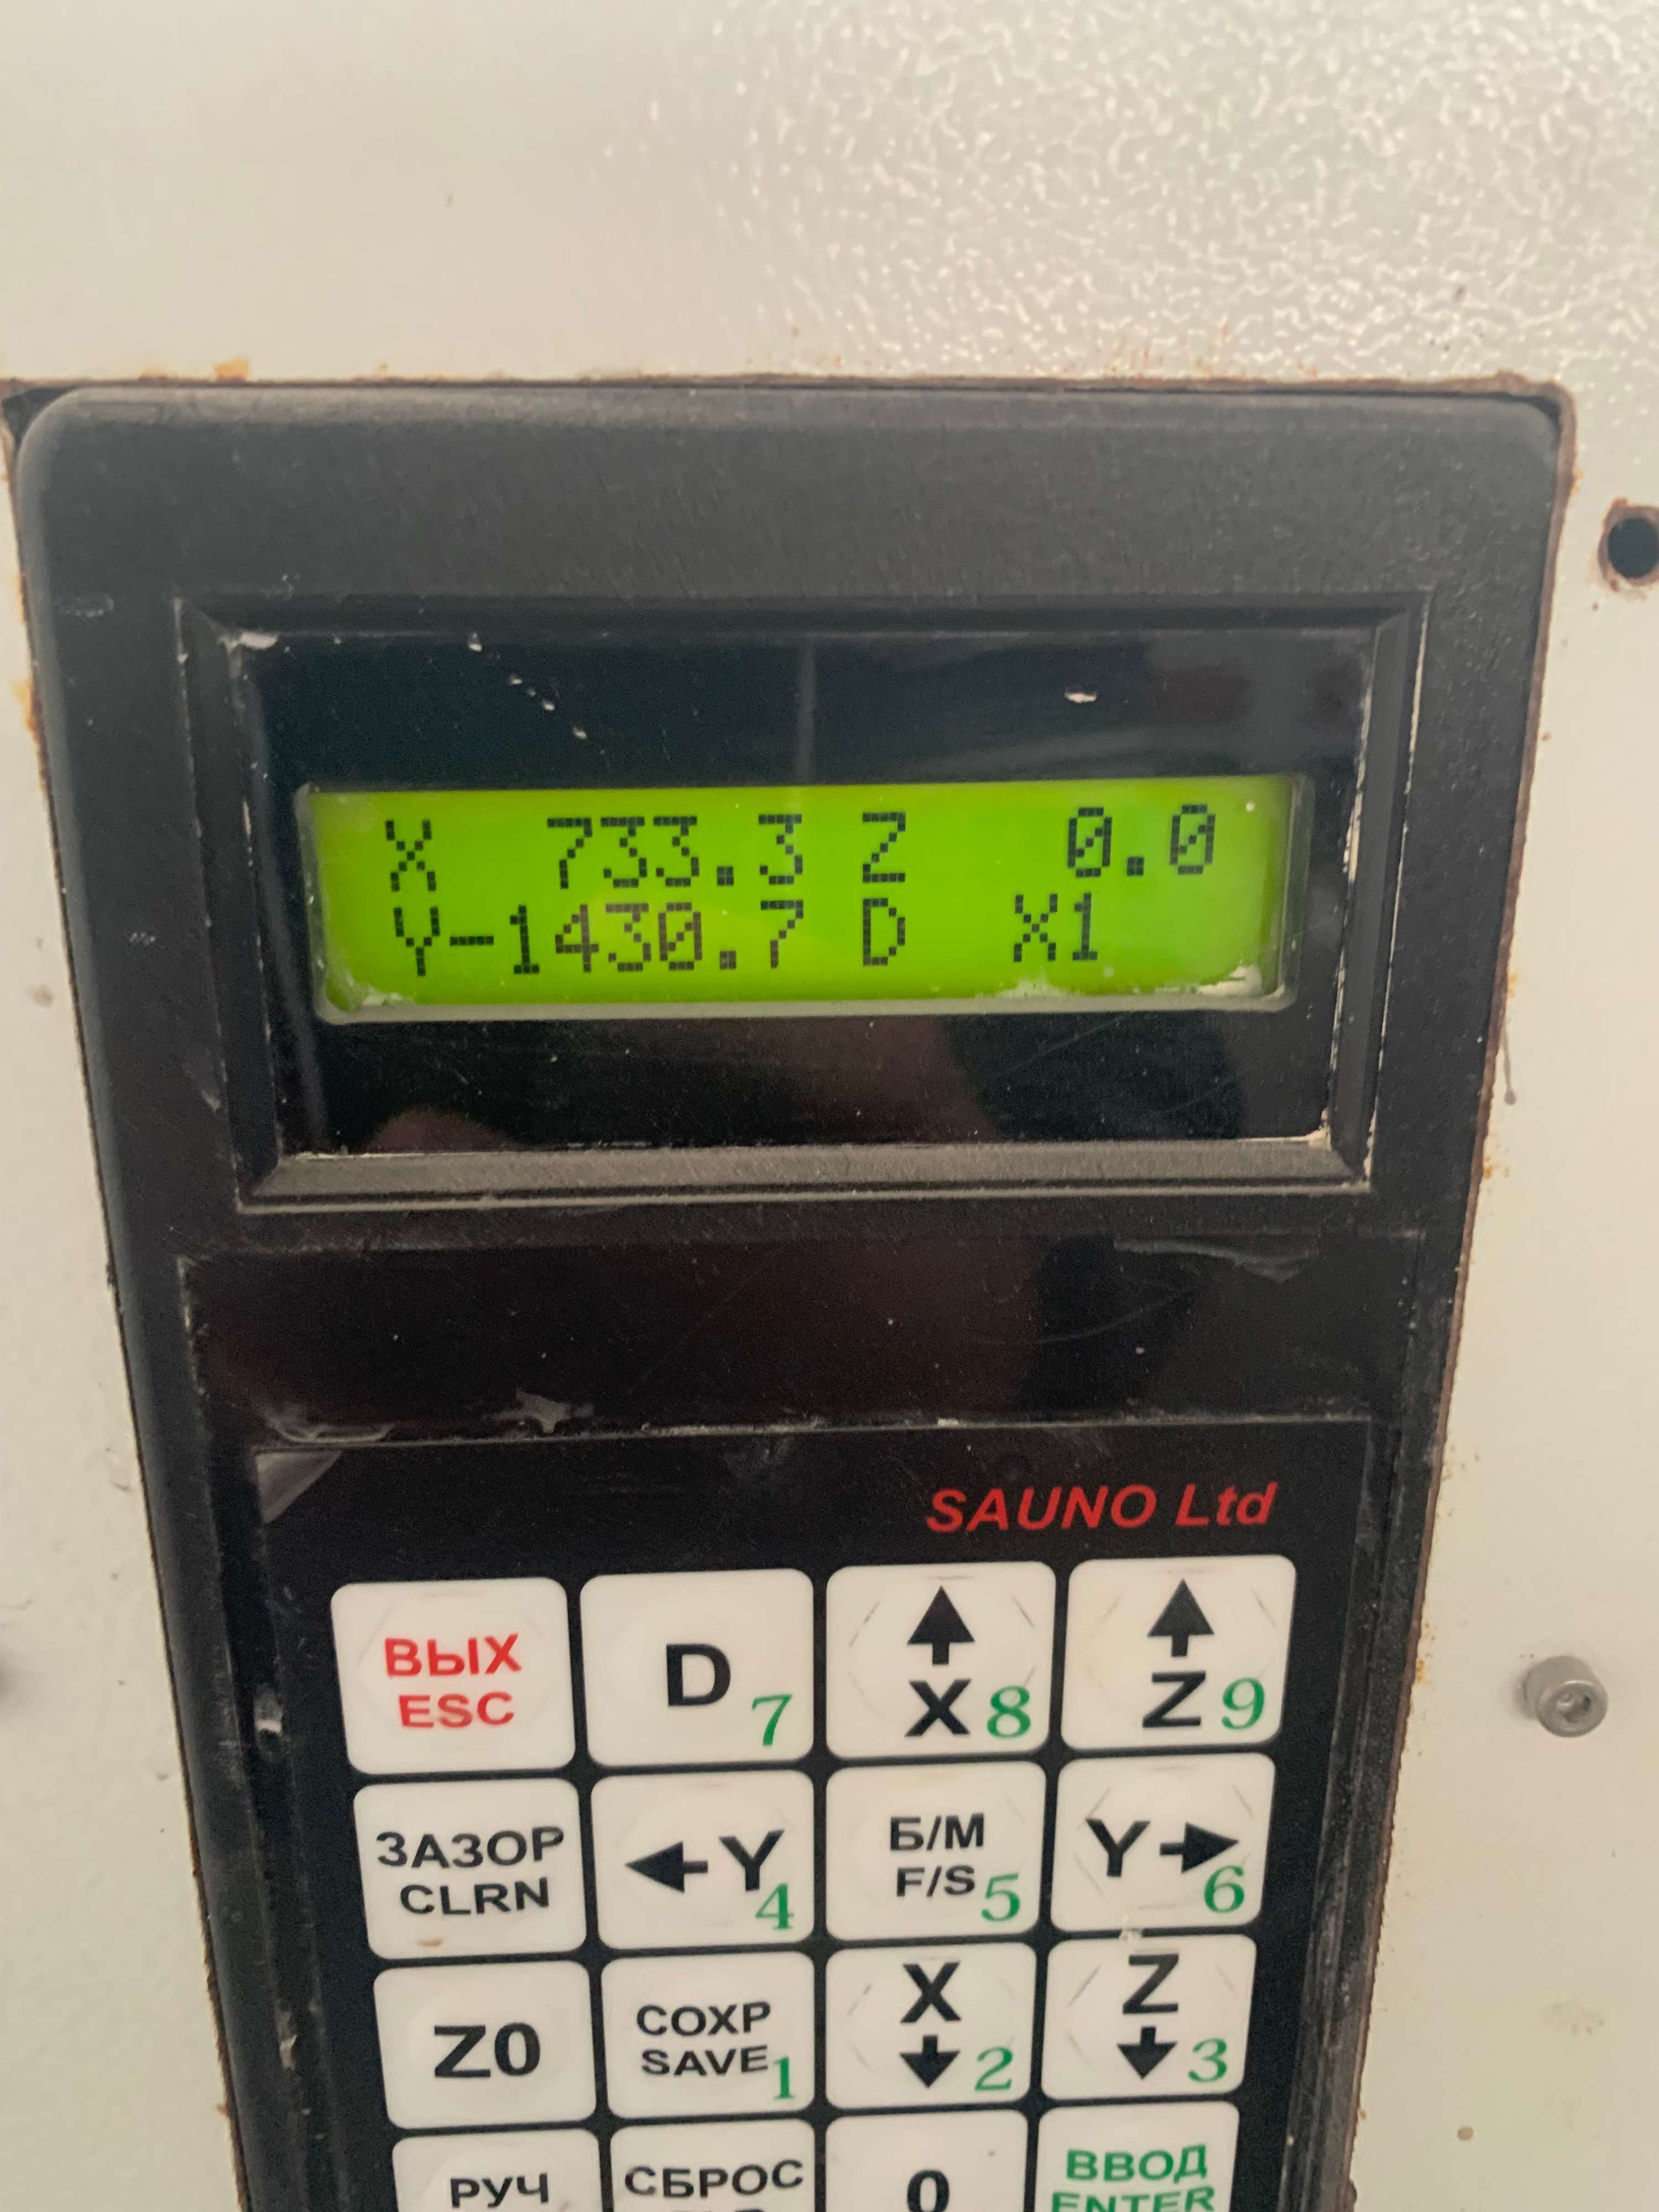 X 733.3 Z 0.0
Y-1430.7 D X1
SAUNO Ltd
ВЫХ
ESC
D 7
X 8
Z 9
ЗАЗОР
CLRN
Y 4
Б/М
F/S 5
Y 6
Z0
СОХР
SAVE 1
X 2
Z 3
РУЧ
СБРОС
0
ВВОД
ENTER